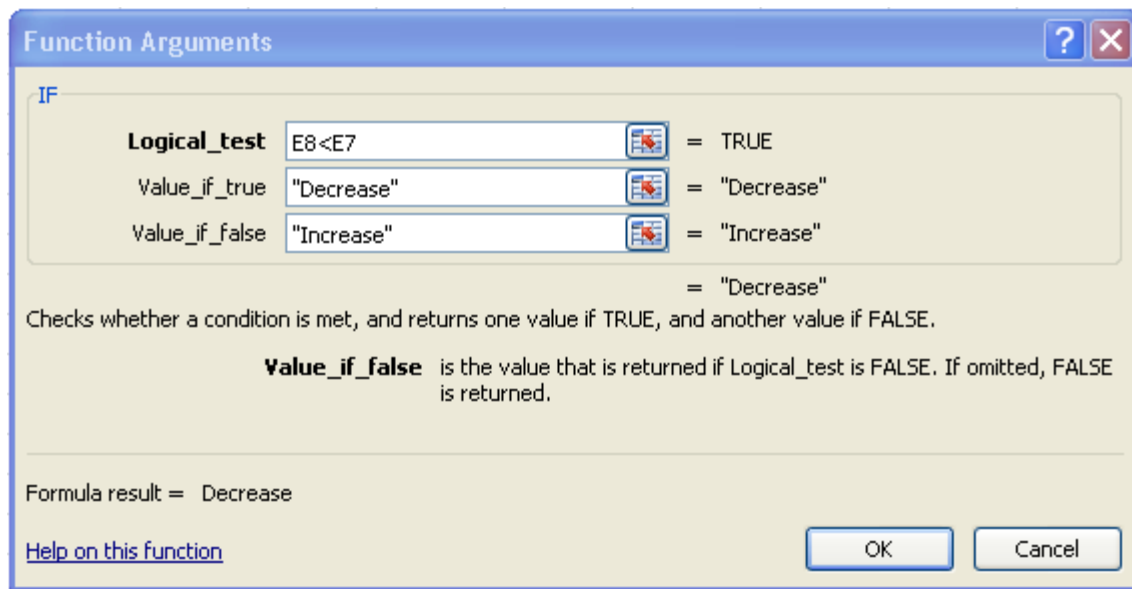 Function Arguments
IF
Logical_test E8<E7 = TRUE
Value_if_true "Decrease" = "Decrease"
Value_if_false "Increase" = "Increase"
= "Decrease"
Checks whether a condition is met, and returns one value if TRUE, and another value if FALSE.
Value_if_false is the value that is returned if Logical_test is FALSE. If omitted, FALSE
is returned.
Formula result = Decrease
Help on this function OK Cancel